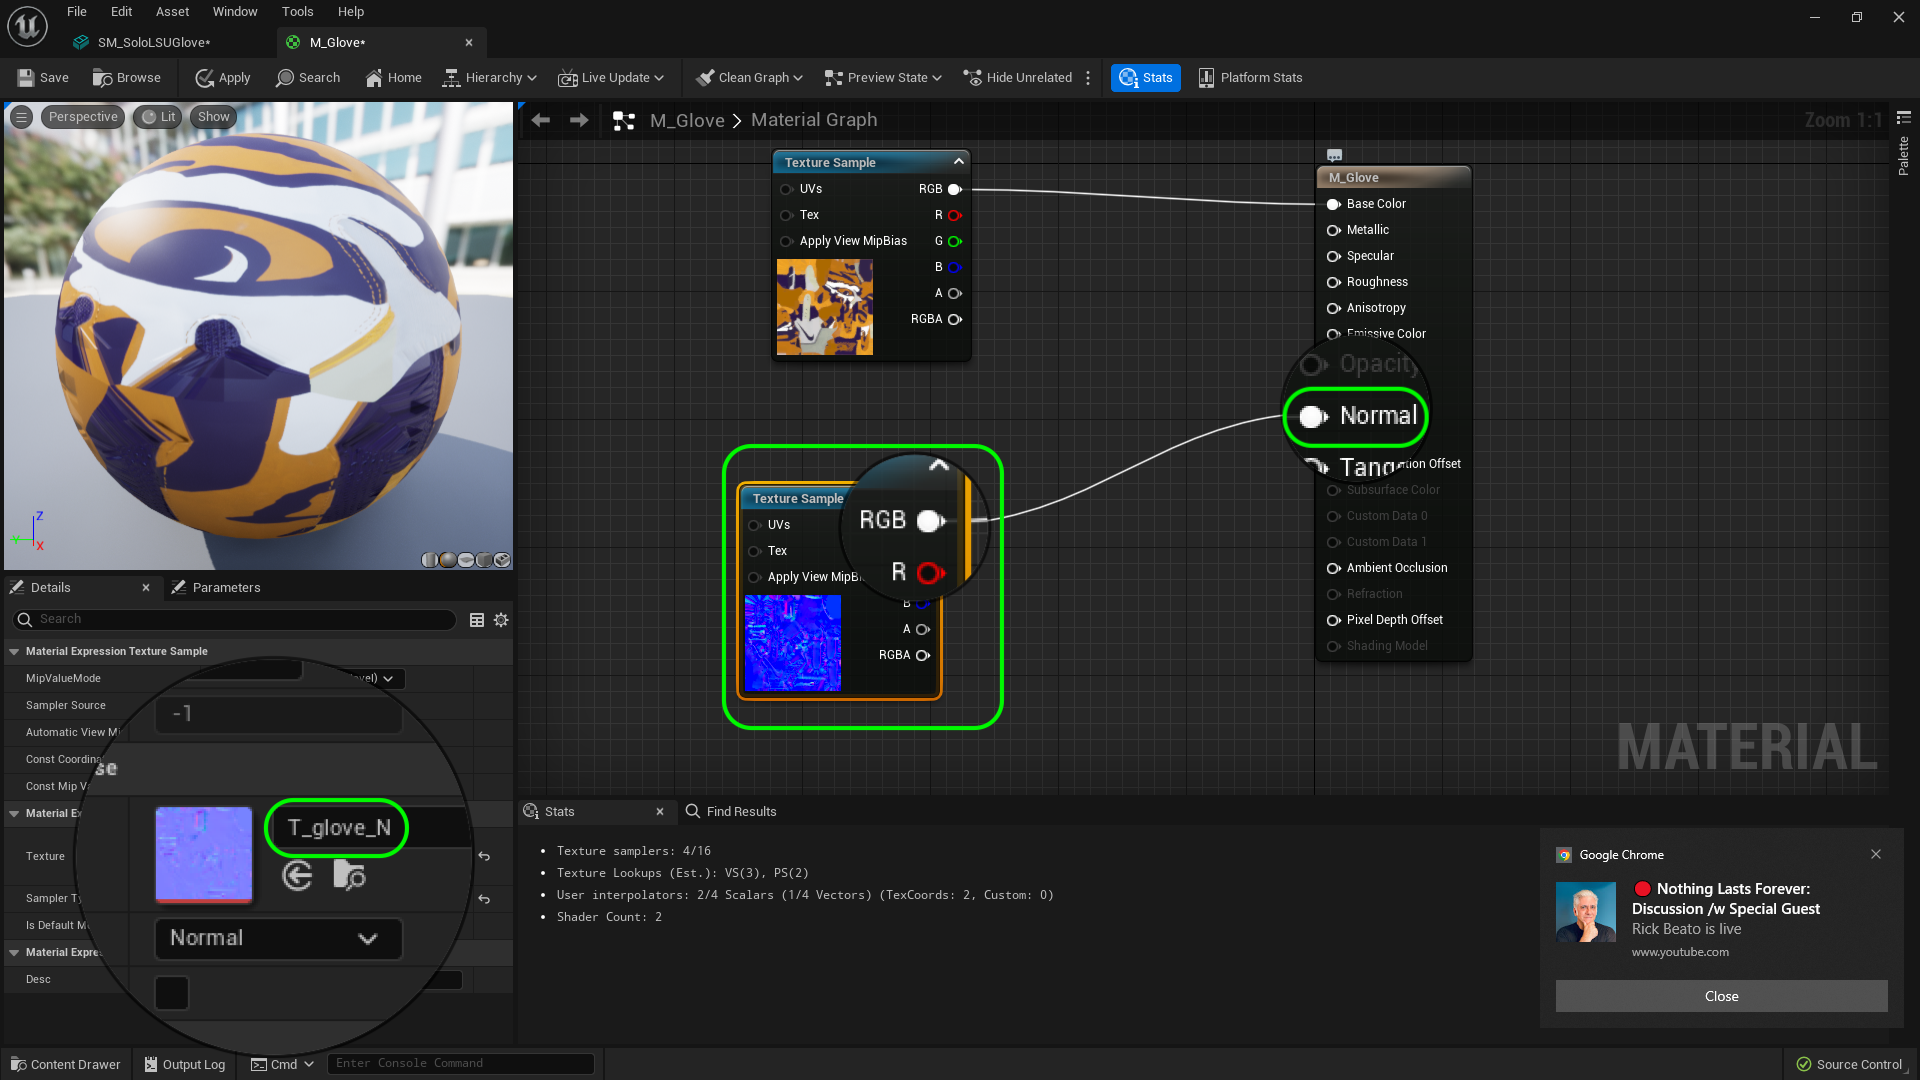 File Edit Asset Window Tools Help
SM_SoloLSUGlove*
M_Glove*
Save Browse Apply Search Home Hierarchy Live Update Clean Graph Preview State Hide Unrelated Stats Platform Stats
Perspective Lit Show
M_Glove > Material Graph
Zoom 1:1
Palette
Texture Sample
UVs RGB
Tex R
Apply View MipBias G
B
A
RGBA
M_Glove
Base Color
Metallic
Specular
Roughness
Anisotropy
Emissive Color
Opacity
Normal
Subsurface Color
Custom Data 0
Custom Data 1
Ambient Occlusion
Refraction
Pixel Depth Offset
Shading Model
Texture Sample
UVs RGB
Tex R
Apply View MipBi
B
A
RGBA
MATERIAL
Z
Y
X
Details Parameters
Search
Material Expression Texture Sample
MipValueMode
Sampler Source
-1
Automatic View Mi
Const Coordina
Const Mip V
se
Material Ex
Texture
T_glove_N
Sampler Ty
Is Default M
Normal
Material Expre
Desc
Stats Find Results
• Texture samplers: 4/16
• Texture Lookups (Est.): VS(3), PS(2)
• User interpolators: 2/4 Scalars (1/4 Vectors) (TexCoords: 2, Custom: 0)
• Shader Count: 2
Google Chrome
Nothing Lasts Forever:
Discussion /w Special Guest
Rick Beato is live
www.youtube.com
Close
Content Drawer Output Log Cmd Enter Console Command Source Control